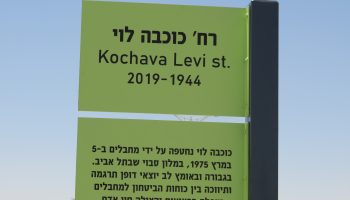 רח' כוכבה לוי
Kochava Levi st.
2019-1944
כוכבה לוי נחטפה על ידי מחבלים ב-5
במרץ 1975, במלון סבוי שבתל אביב.
בגבורה ובאומץ לב יוצאי דופן תרגמה
ותיווכה בין כוחות הביטחון למחבלים